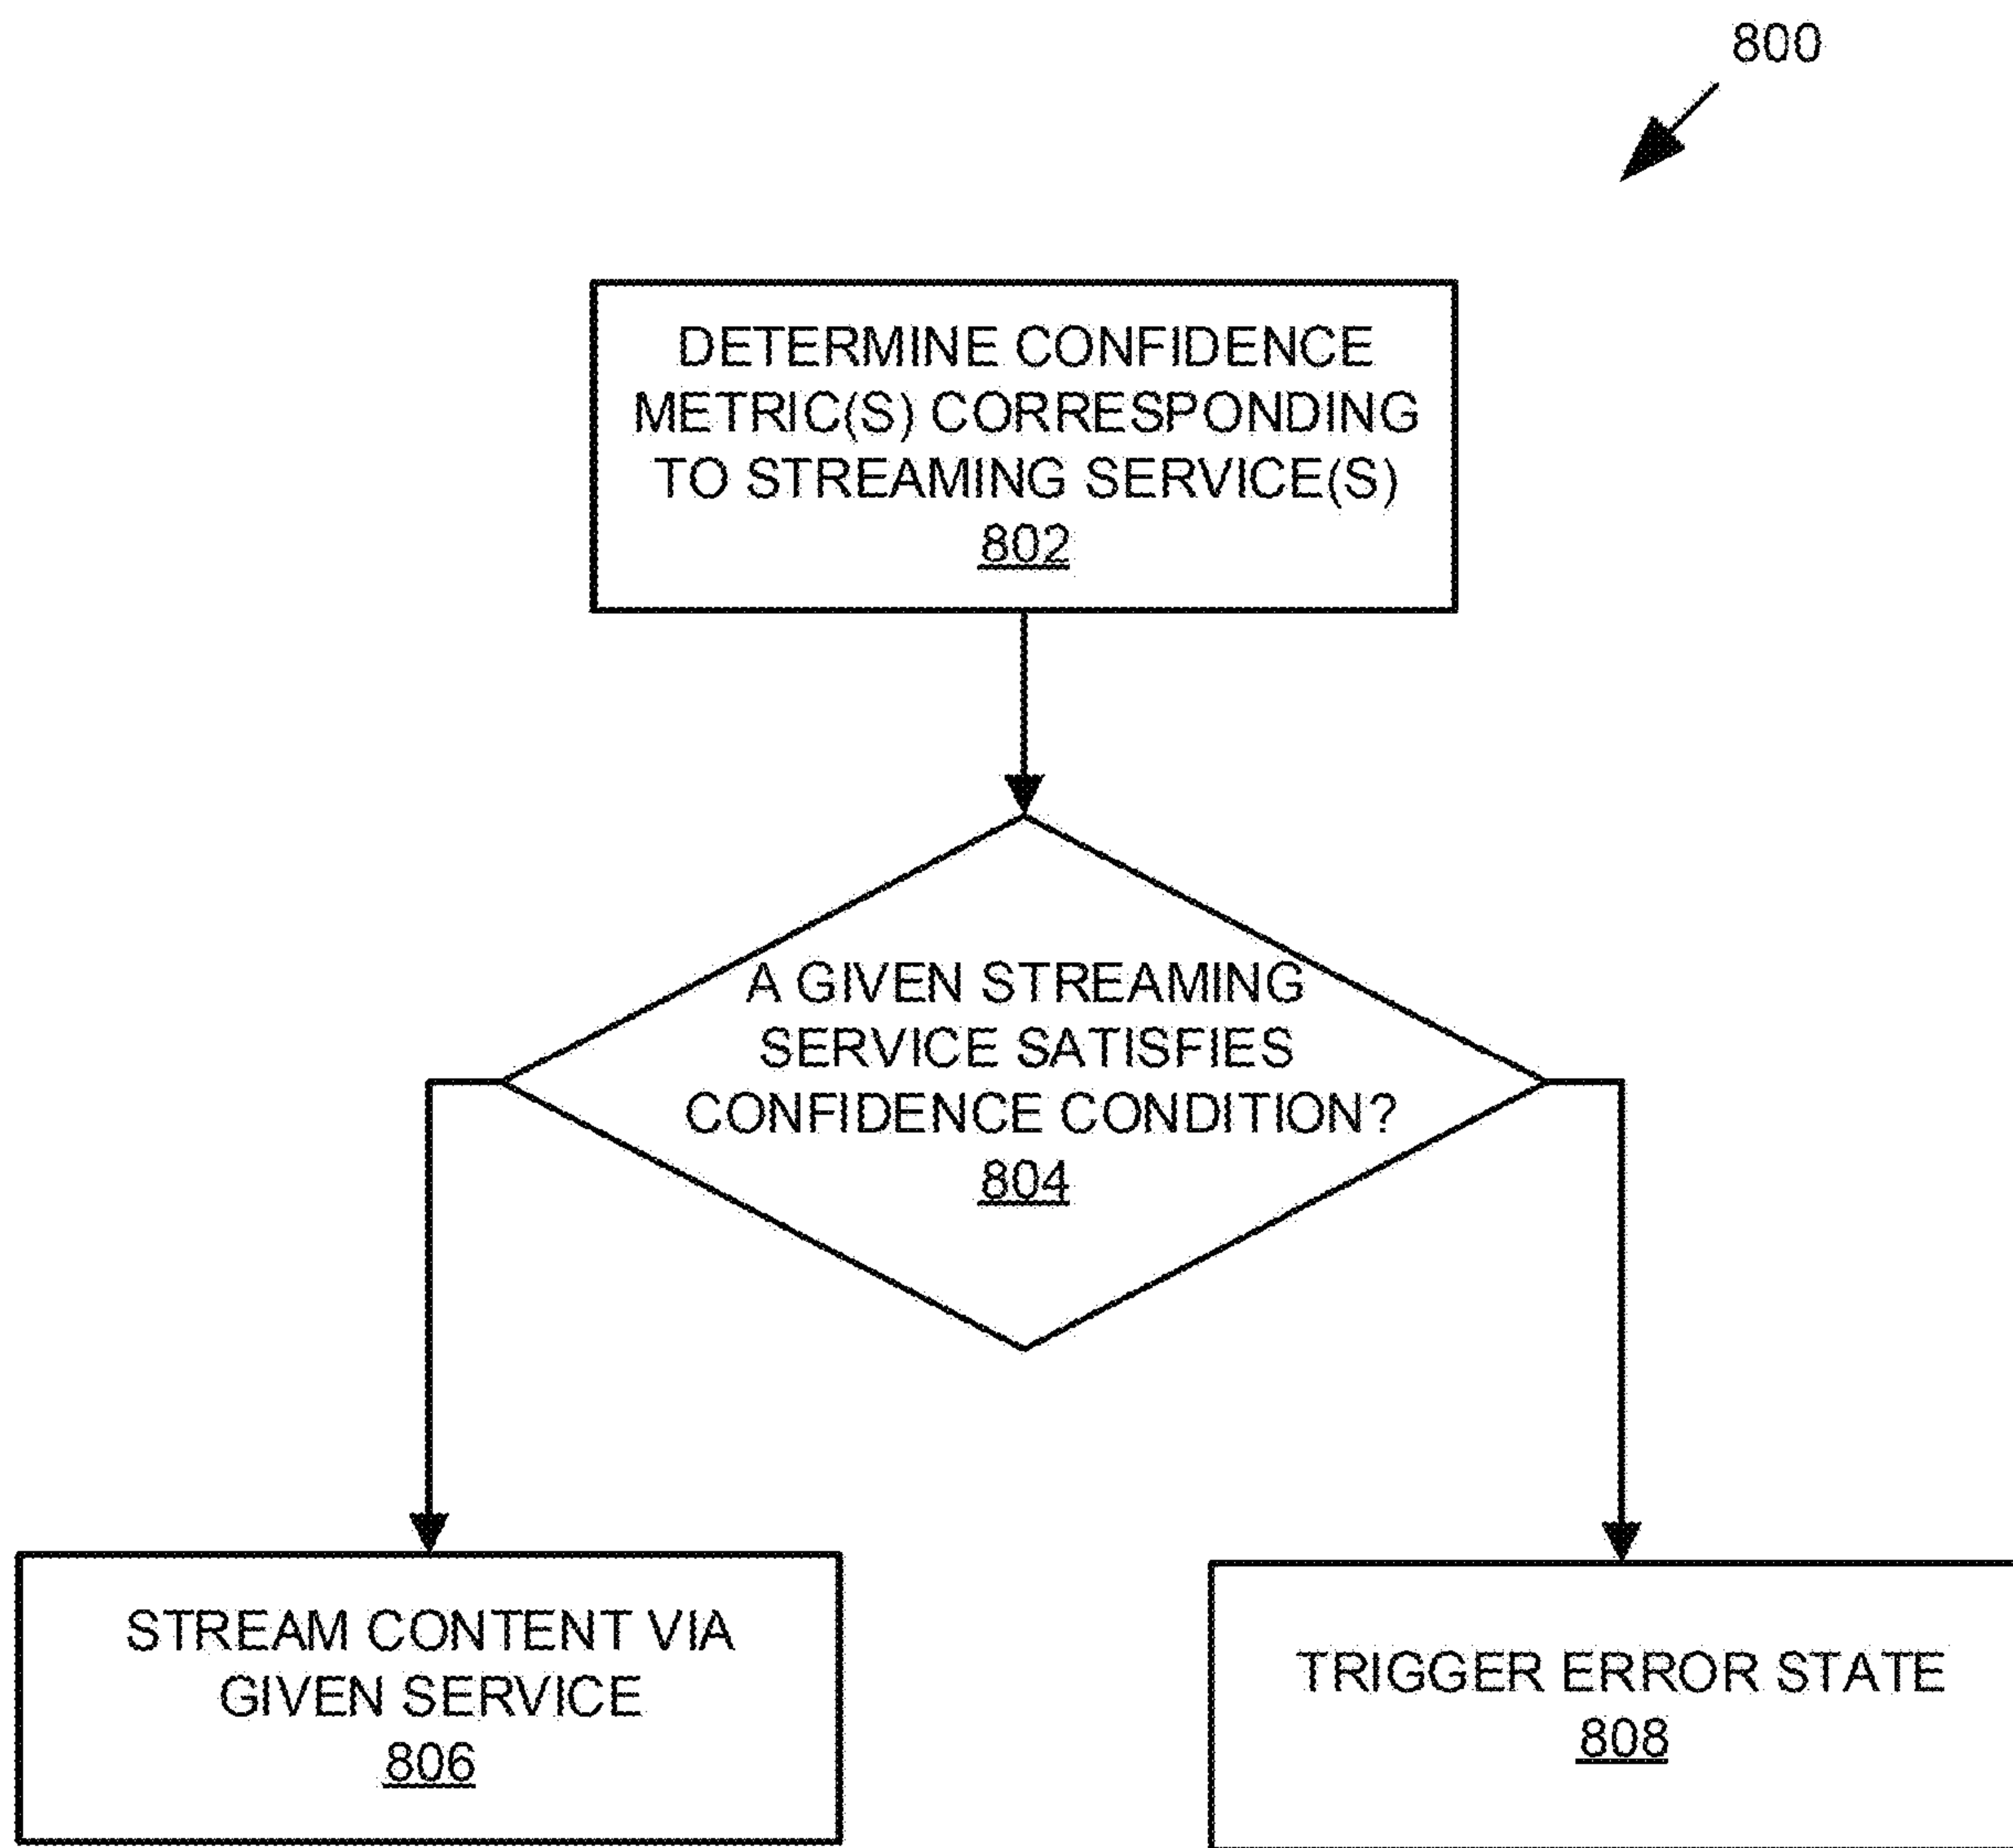 800
DETERMINE CONFIDENCE
METRIC(S) CORRESPONDING
TO STREAMING SERVICE(S)
802
A GIVEN STREAMING
SERVICE SATISFIES
CONFIDENCE CONDITION?
804
STREAM CONTENT VIA
GIVEN SERVICE
806
TRIGGER ERROR STATE
808